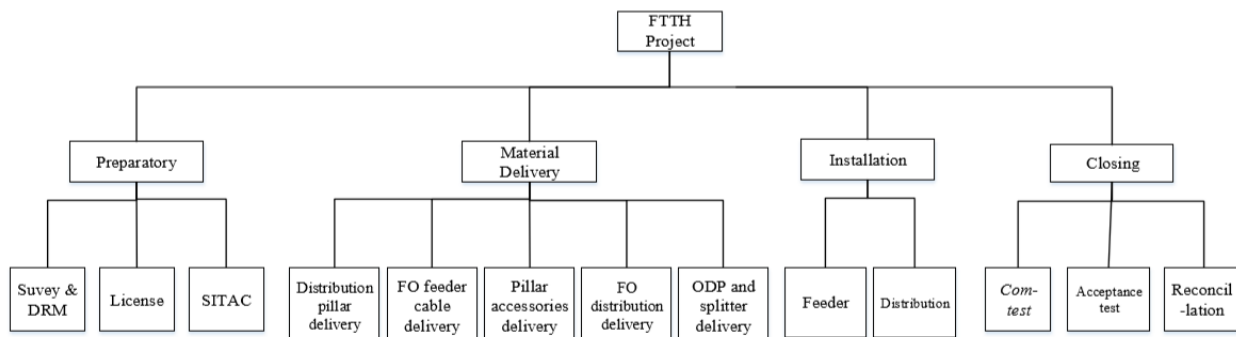 FTTH
Project
Preparatory
Material
Delivery
Installation
Closing
Suvey &
DRM
License
SITAC
Distribution
pillar
delivery
FO feeder
cable
delivery
Pillar
accessories
delivery
FO
distribution
delivery
ODP and
splitter
delivery
Feeder
Distribution
Com-
test
Acceptance
test
Reconcil
-lation